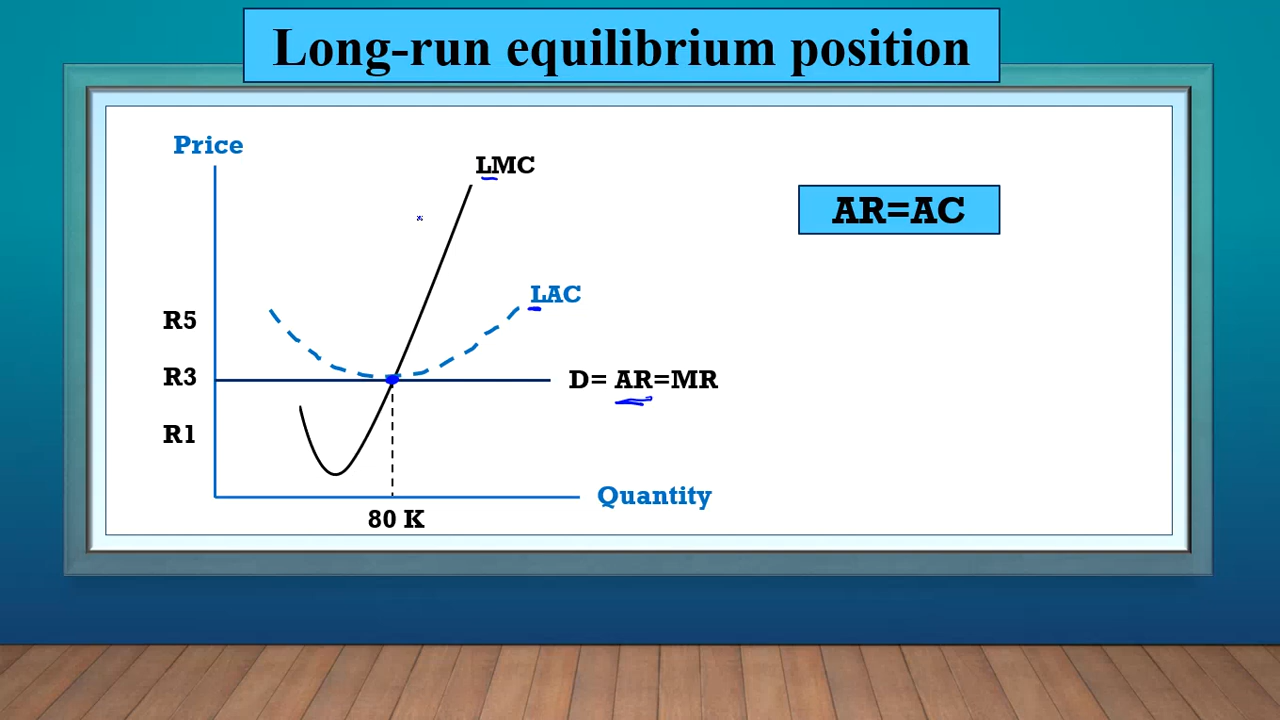 Long-run equilibrium position
Price
LMC
AR=AC
LAC
R5
R3
D= AR=MR
R1
Quantity
80 K